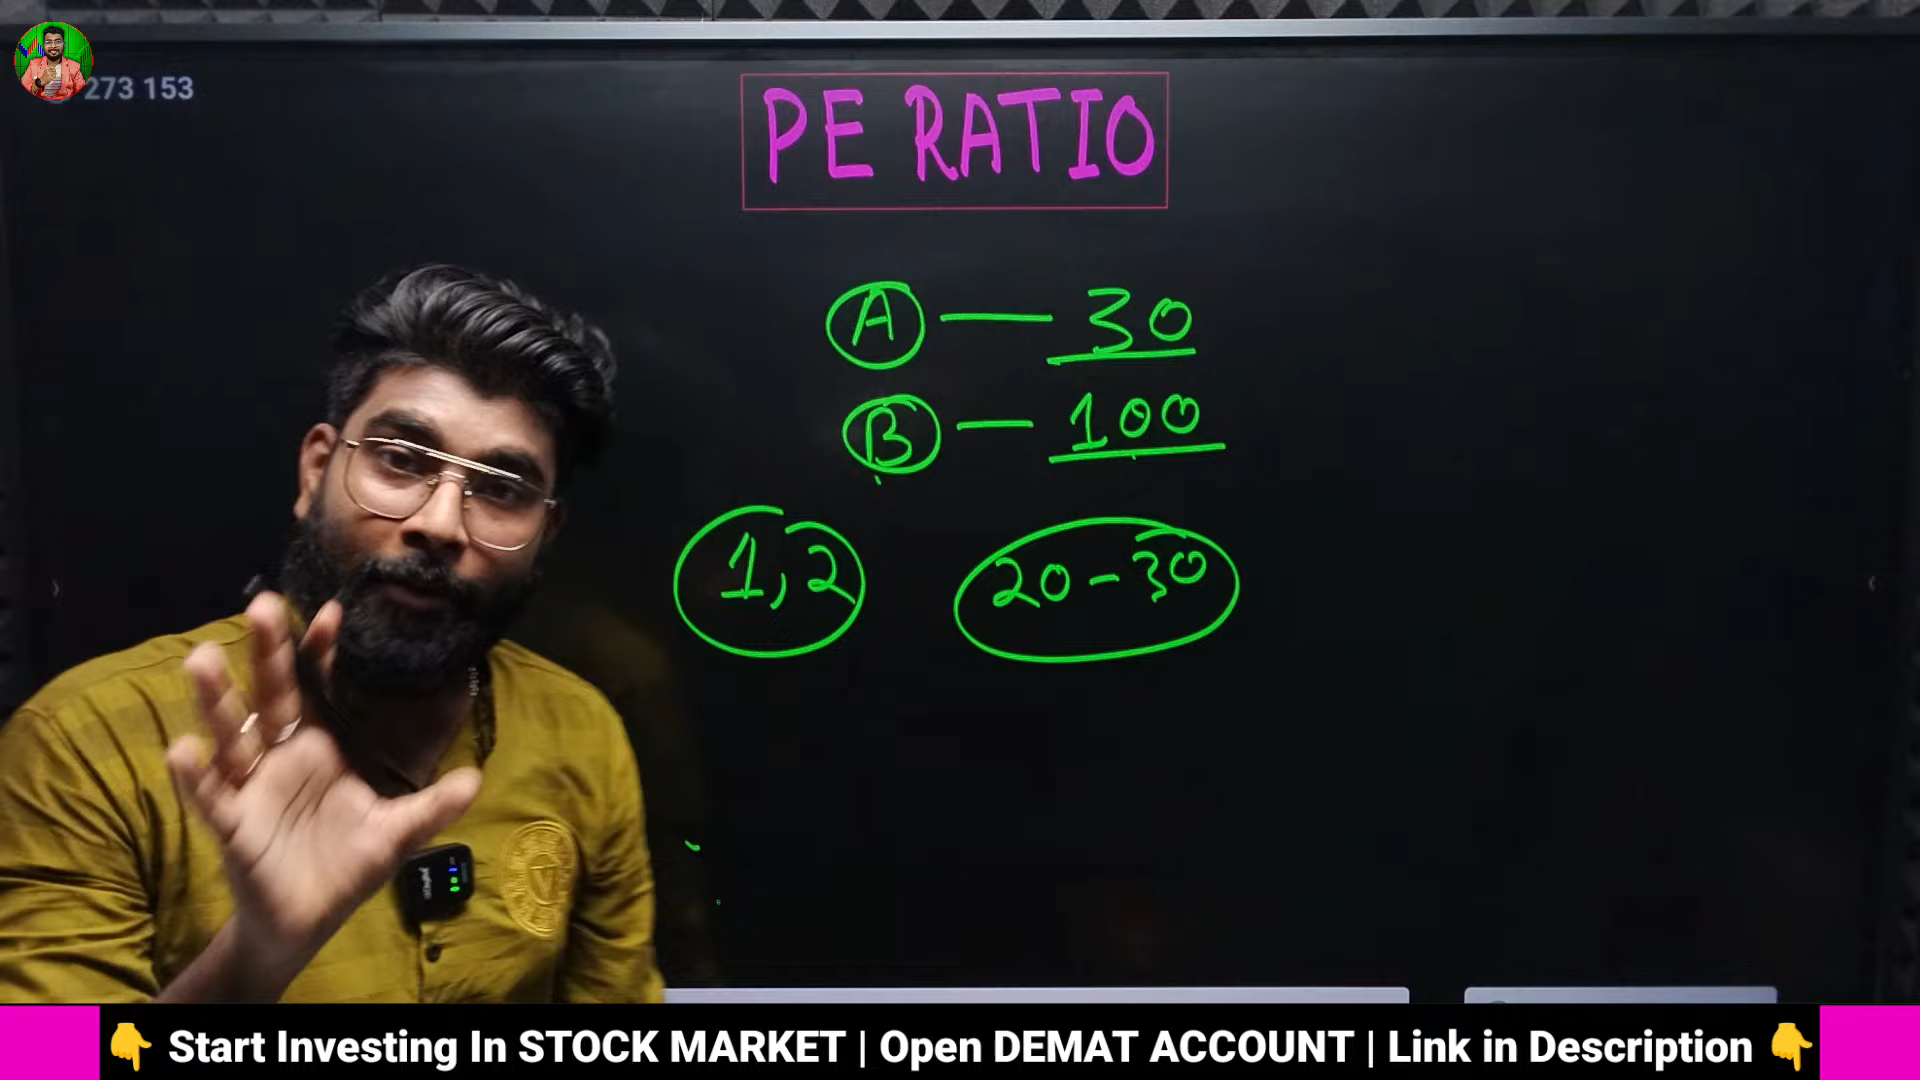 273 153
PE RATIO
A — 30
B — 100
1,2
20-30
👇 Start Investing In STOCK MARKET | Open DEMAT ACCOUNT | Link in Description 👇